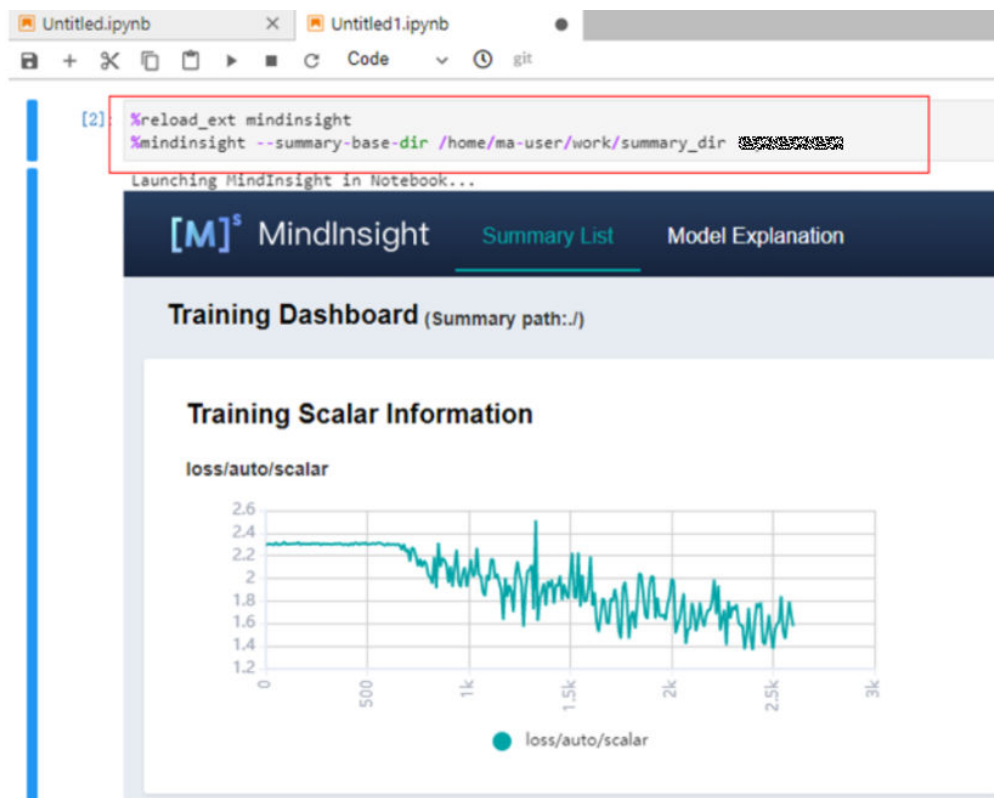 Untitled.ipynb
Untitled1.ipynb
Code
git
[2]:
%reload_ext mindinsight
%mindinsight --summary-base-dir /home/ma-user/work/summary_dir
Launching MindInsight in Notebook...
[M]ˢ MindInsight Summary List Model Explanation
Training Dashboard (Summary path:./)
Training Scalar Information
loss/auto/scalar
2.6
2.4
2.2
2
1.8
1.6
1.4
1.2
0 500 1k 1.5k 2k 2.5k 3k
loss/auto/scalar